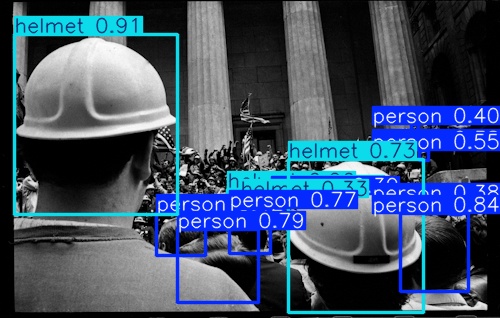 helmet 0.91
person 0.40
person 0.55
helmet 0.73
helmet 0.33
person 0.38
person
person 0.77
person 0.84
person 0.79